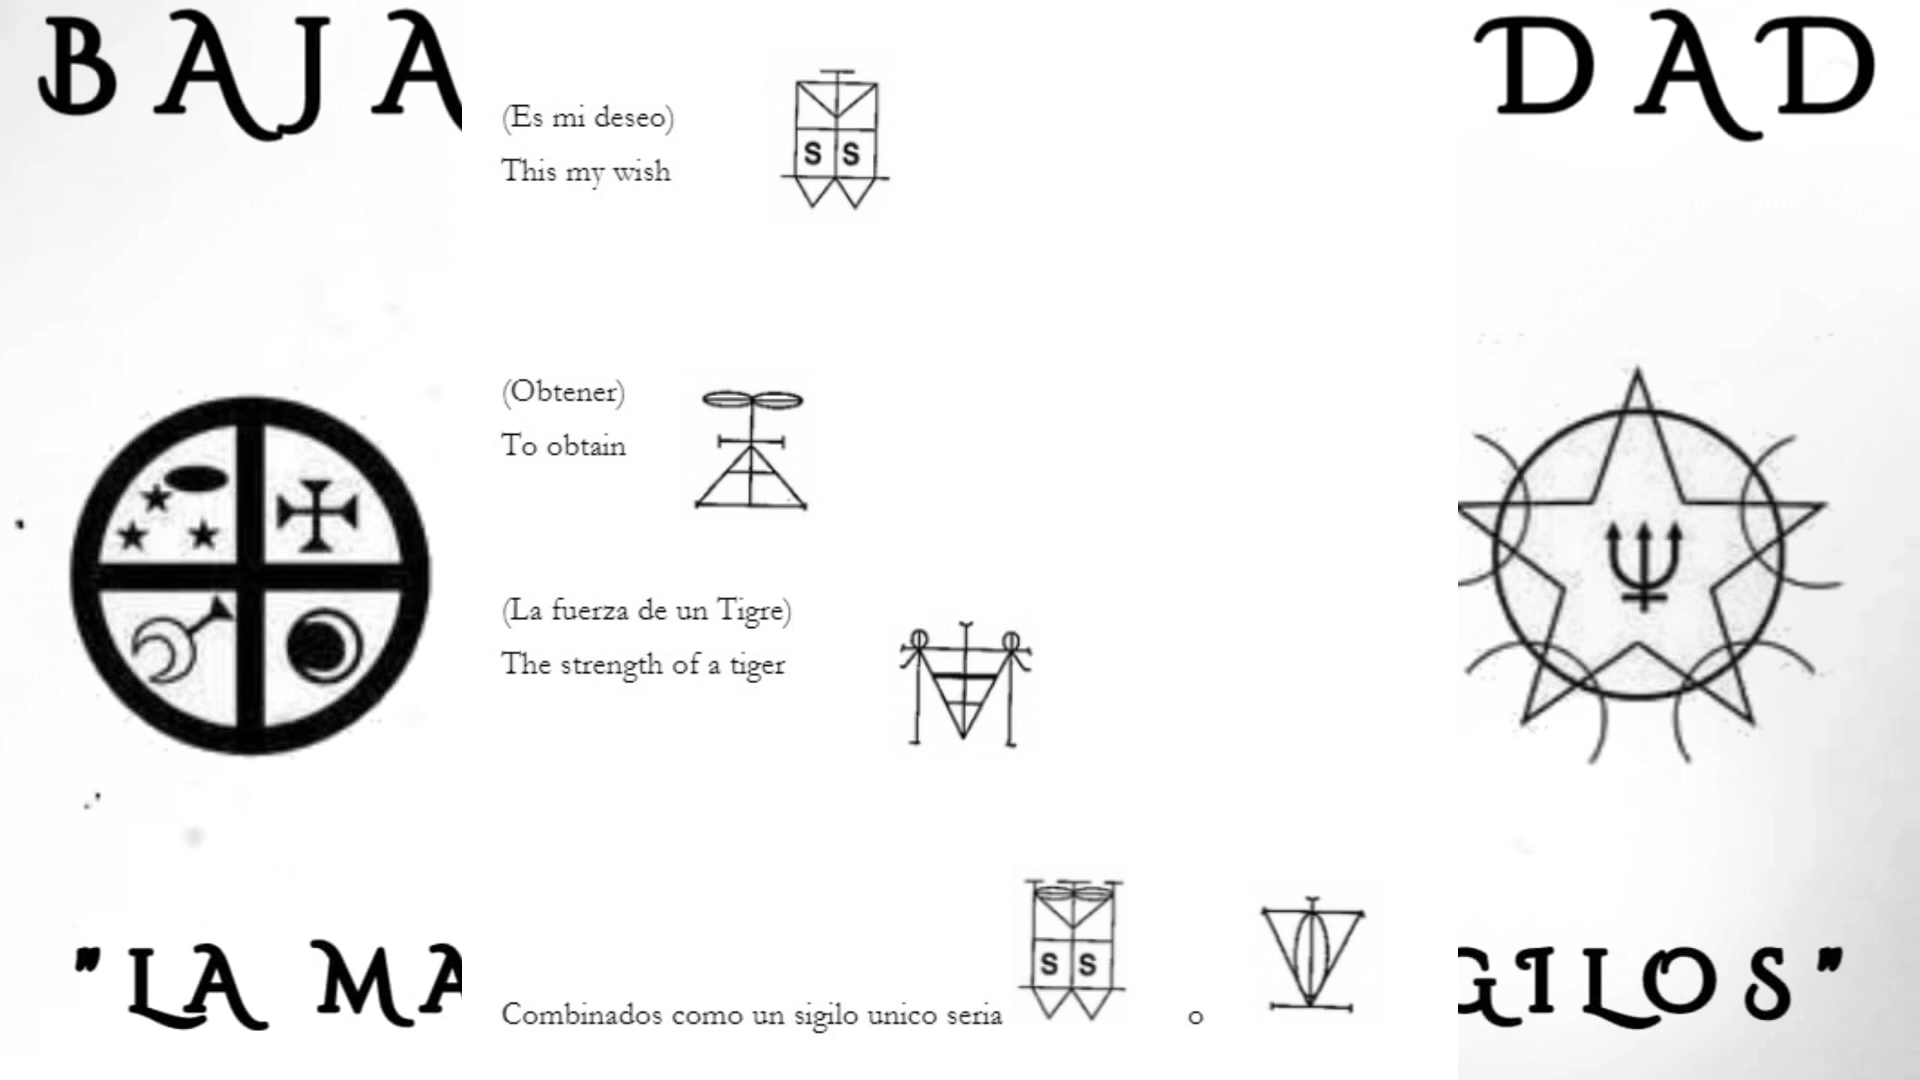 BAJA
DAD
(Es mi deseo)
This my wish
S S
(Obtener)
To obtain
(La fuerza de un Tigre)
The strength of a tiger
S S
Combinados como un sigilo unico seria o
"LA MA
GILOS"